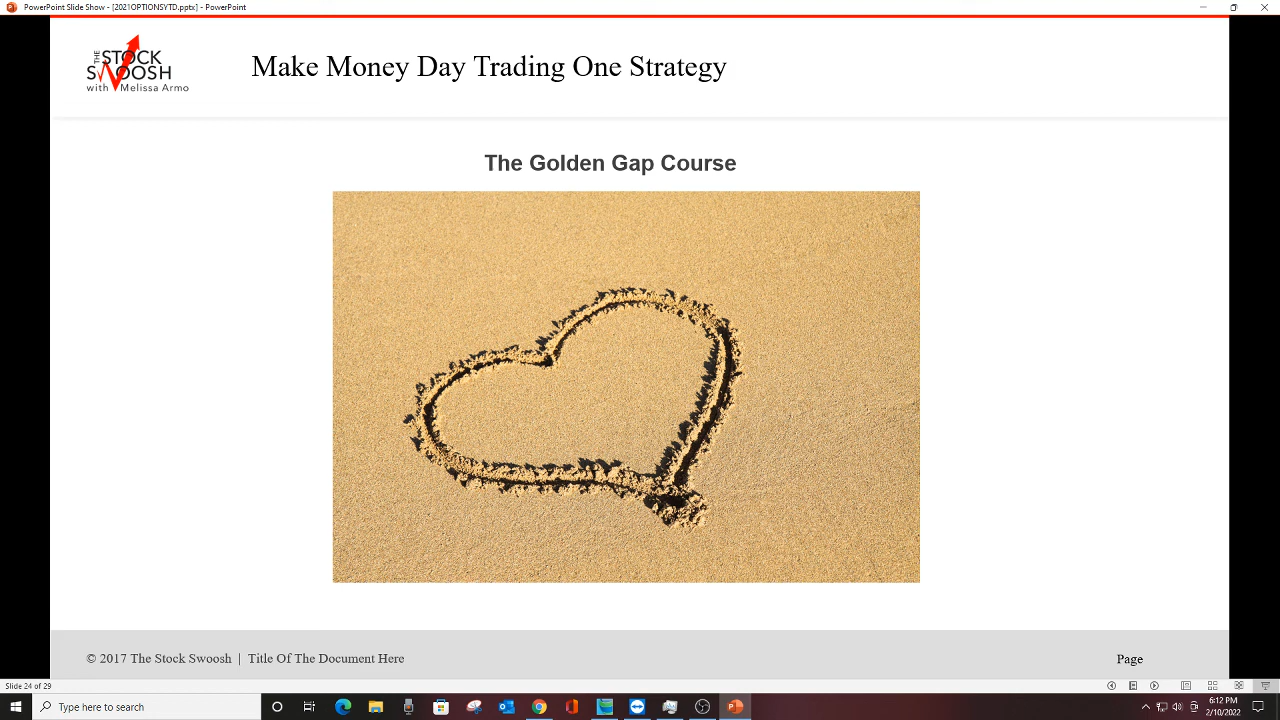 PowerPoint Slide Show - [2021OPTIONSYTD.pptx] - PowerPoint
THE STOCK
SWOOSH
with Melissa Armo
Make Money Day Trading One Strategy
The Golden Gap Course
© 2017 The Stock Swoosh | Title Of The Document Here
Page
Slide 24 of 29
Type here to search
6:12 PM
2/10/2022